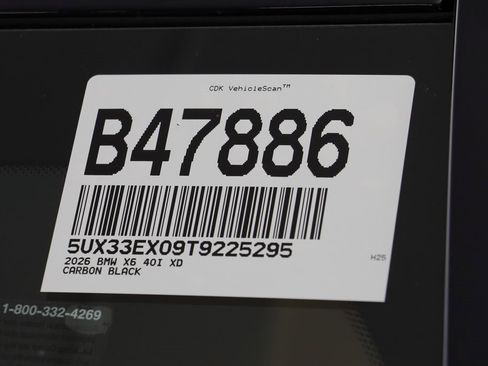 CDK VehicleScan™
B47886
5UX33EX09T9225295
2026 BMW X6 40I XD
CARBON BLACK
H25
1-800-332-4269